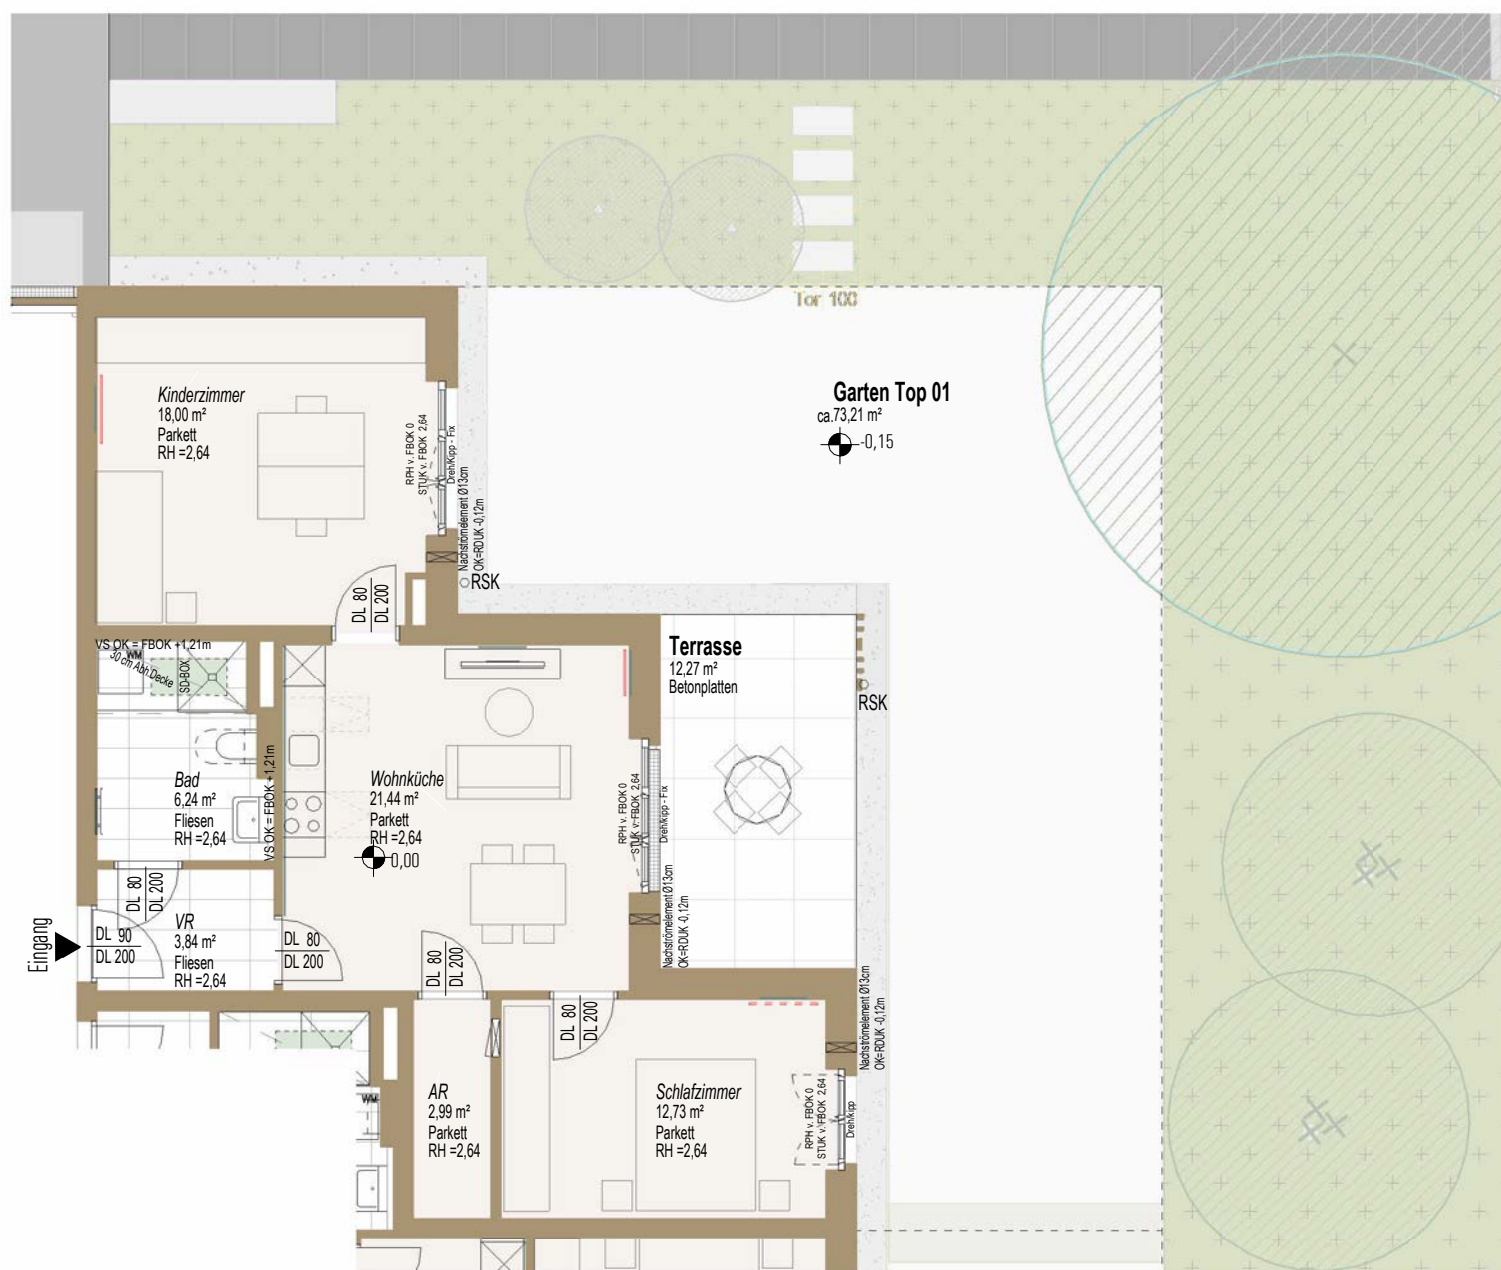 Tor 100
Garten Top 01
ca.73,21 m²
-0,15
Kinderzimmer
18,00 m²
Parkett
RH =2,64
RPH v. FBOK 0
STUK v. FBOK 2,64
Dreh/Kipp - Fix
Nachströmelement Ø13cm
OK=RDUK -0,12m
RSK
DL 80
DL 200
VS OK = FBOK +1,21m
WM
30 cm Abh.Decke
SD-BOX
Terrasse
12,27 m²
Betonplatten
RSK
Bad
6,24 m²
Fliesen
RH =2,64
VS OK = FBOK +1,21m
Wohnküche
21,44 m²
Parkett
RH =2,64
0,00
RPH v. FBOK 0
STUK v. FBOK 2,64
Dreh/Kipp - Fix
Nachströmelement Ø13cm
OK=RDUK -0,12m
DL 80
DL 200
Eingang
DL 90
DL 200
VR
3,84 m²
Fliesen
RH =2,64
DL 80
DL 200
DL 80
DL 200
DL 80
DL 200
Nachströmelement Ø13cm
OK=RDUK -0,12m
AR
2,99 m²
Parkett
RH =2,64
Schlafzimmer
12,73 m²
Parkett
RH =2,64
RPH v. FBOK 0
STUK v. FBOK 2,64
Dreh/Kipp
WM